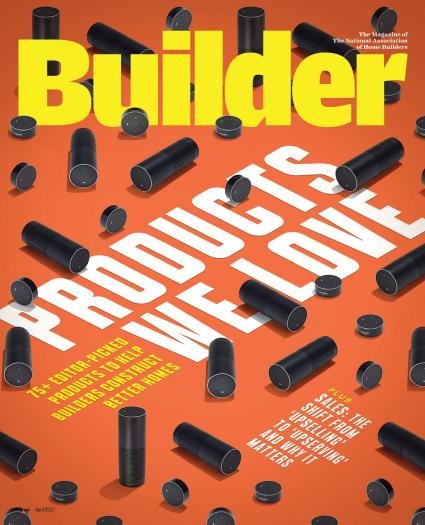 The Magazine of
The National Association
of Home Builders
Builder
PRODUCTS
WE LOVE
75+ EDITOR-PICKED
PRODUCTS TO HELP
BUILDERS CONSTRUCT
BETTER HOMES
PLUS
SALES: THE
SHIFT FROM
'UPSELLING'
TO 'UPSERVING'
AND WHY IT
MATTERS
April 2017